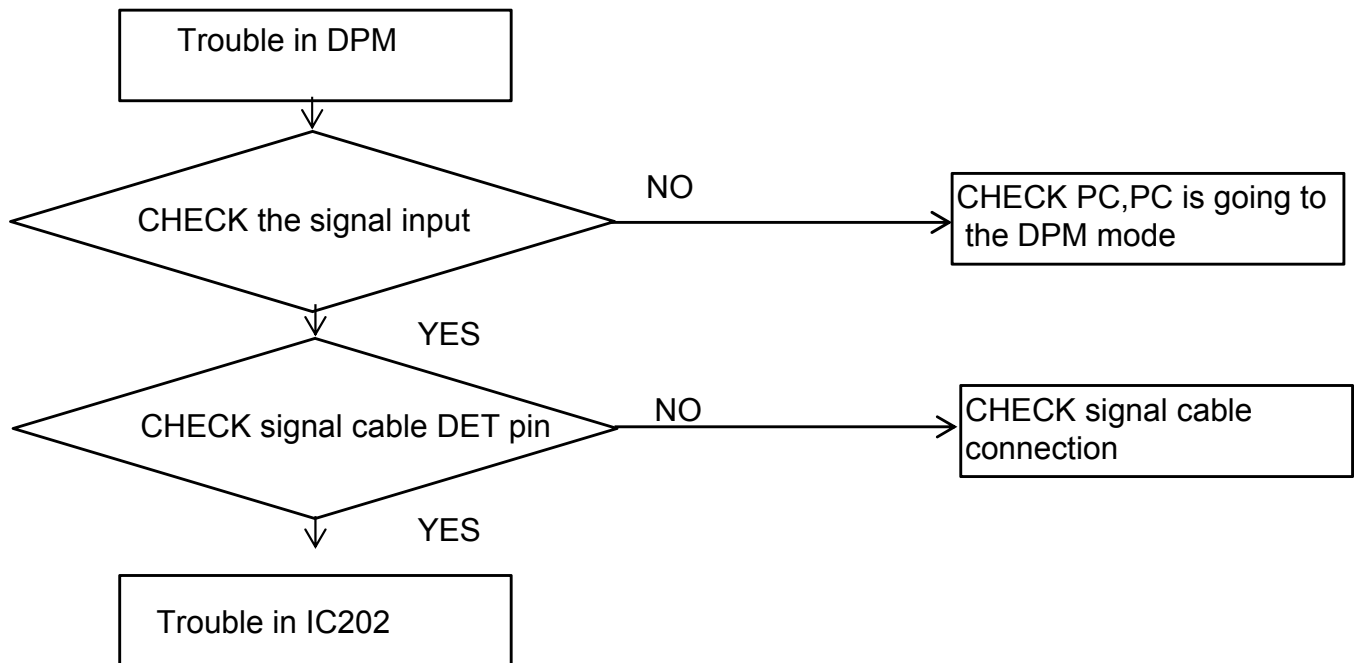 Trouble in DPM
CHECK the signal input
NO
CHECK PC,PC is going to
the DPM mode
YES
CHECK signal cable DET pin
NO
CHECK signal cable
connection
YES
Trouble in IC202